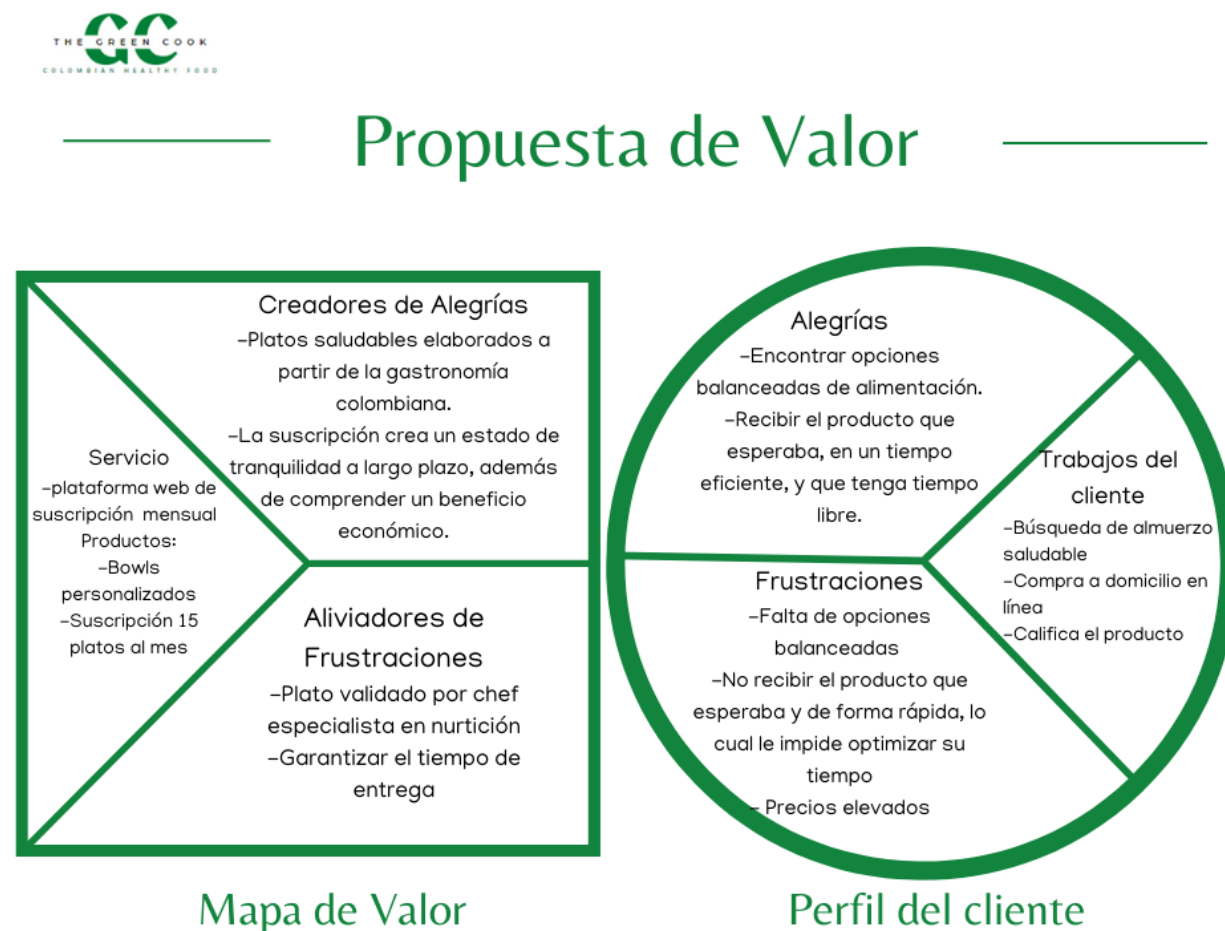 GC
THE GREEN COOK
COLOMBIAN HEALTHY FOOD
Propuesta de Valor
Creadores de Alegrías
-Platos saludables elaborados a
partir de la gastronomía
colombiana.
-La suscripción crea un estado de
tranquilidad a largo plazo, además
de comprender un beneficio
económico.
Servicio
-plataforma web de
suscripción mensual
Productos:
-Bowls
personalizados
-Suscripción 15
platos al mes
Aliviadores de
Frustraciones
-Plato validado por chef
especialista en nurtición
-Garantizar el tiempo de
entrega
Mapa de Valor
Alegrías
-Encontrar opciones
balanceadas de alimentación.
-Recibir el producto que
esperaba, en un tiempo
eficiente, y que tenga tiempo
libre.
Trabajos del
cliente
-Búsqueda de almuerzo
saludable
-Compra a domicilio en
línea
-Califica el producto
Frustraciones
-Falta de opciones
balanceadas
-No recibir el producto que
esperaba y de forma rápida, lo
cual le impide optimizar su
tiempo
- Precios elevados
Perfil del cliente